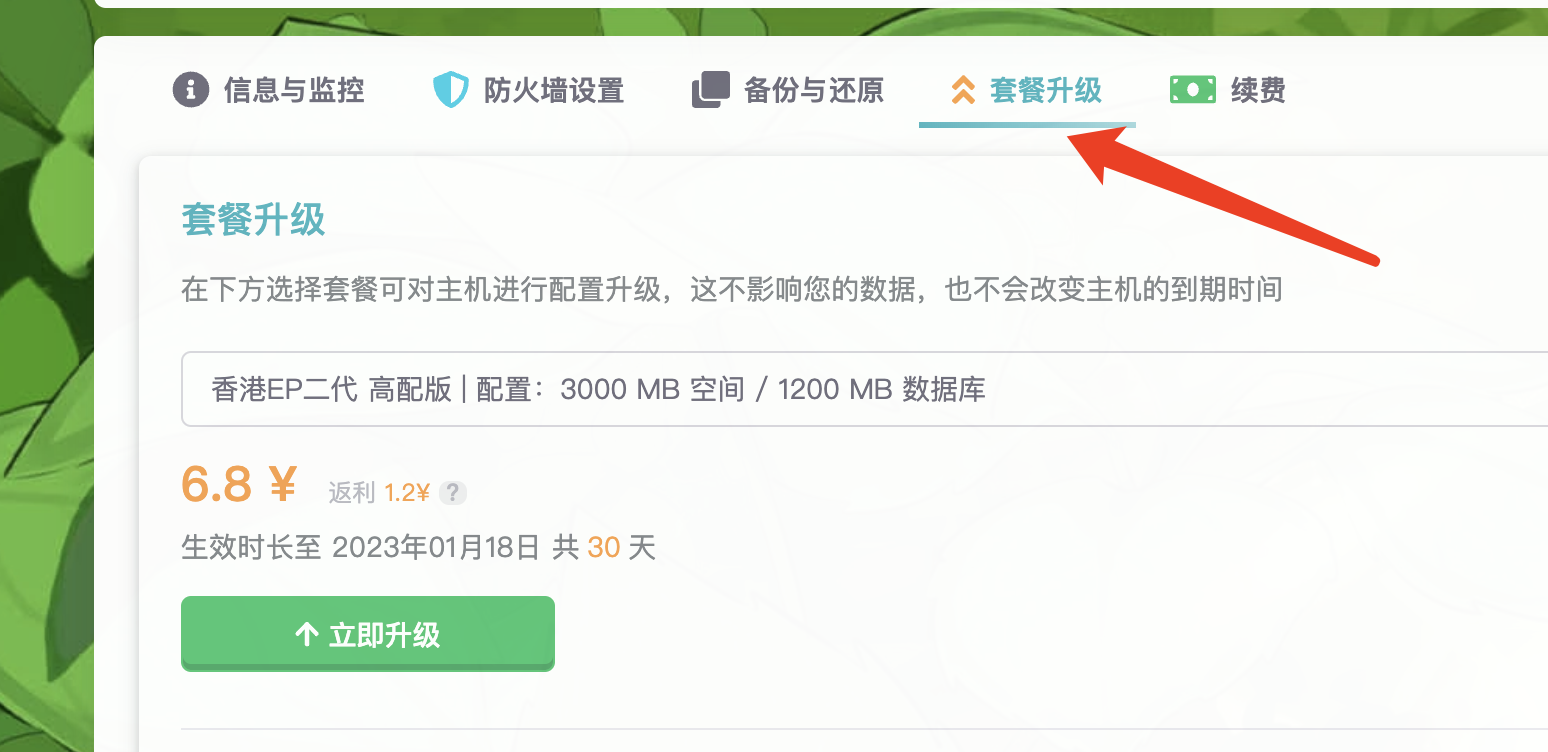 信息与监控 防火墙设置 备份与还原 套餐升级 续费
套餐升级
在下方选择套餐可对主机进行配置升级，这不影响您的数据，也不会改变主机的到期时间
香港EP二代 高配版 | 配置：3000 MB 空间 / 1200 MB 数据库
6.8 ¥ 返利 1.2¥ ?
生效时长至 2023年01月18日 共 30 天
立即升级